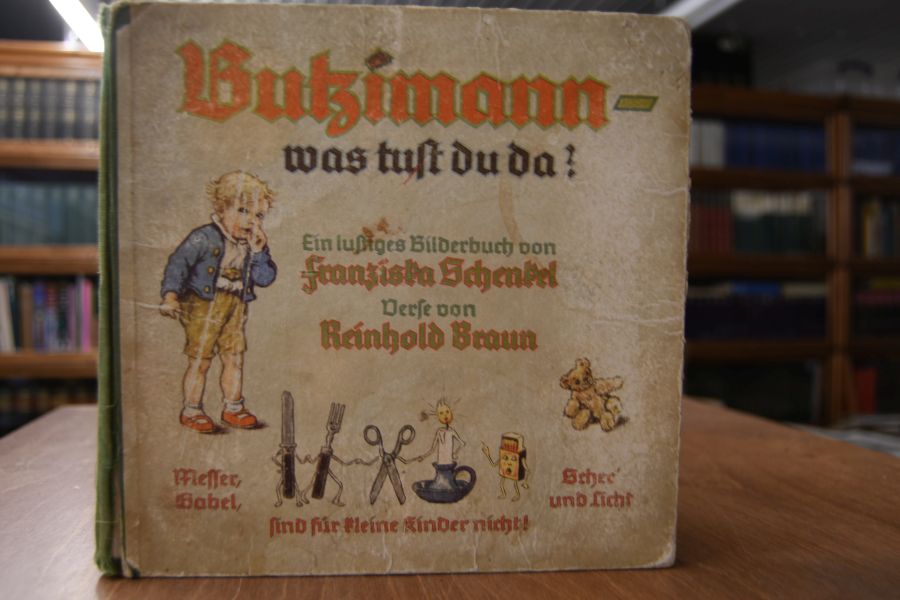 Butzimann-
was tust du da?
Ein lustiges Bilderbuch von
Franziska Schenkel
Verse von
Reinhold Braun
Messer,
Gabel,
Scher'
und Licht
sind für kleine Kinder nicht!